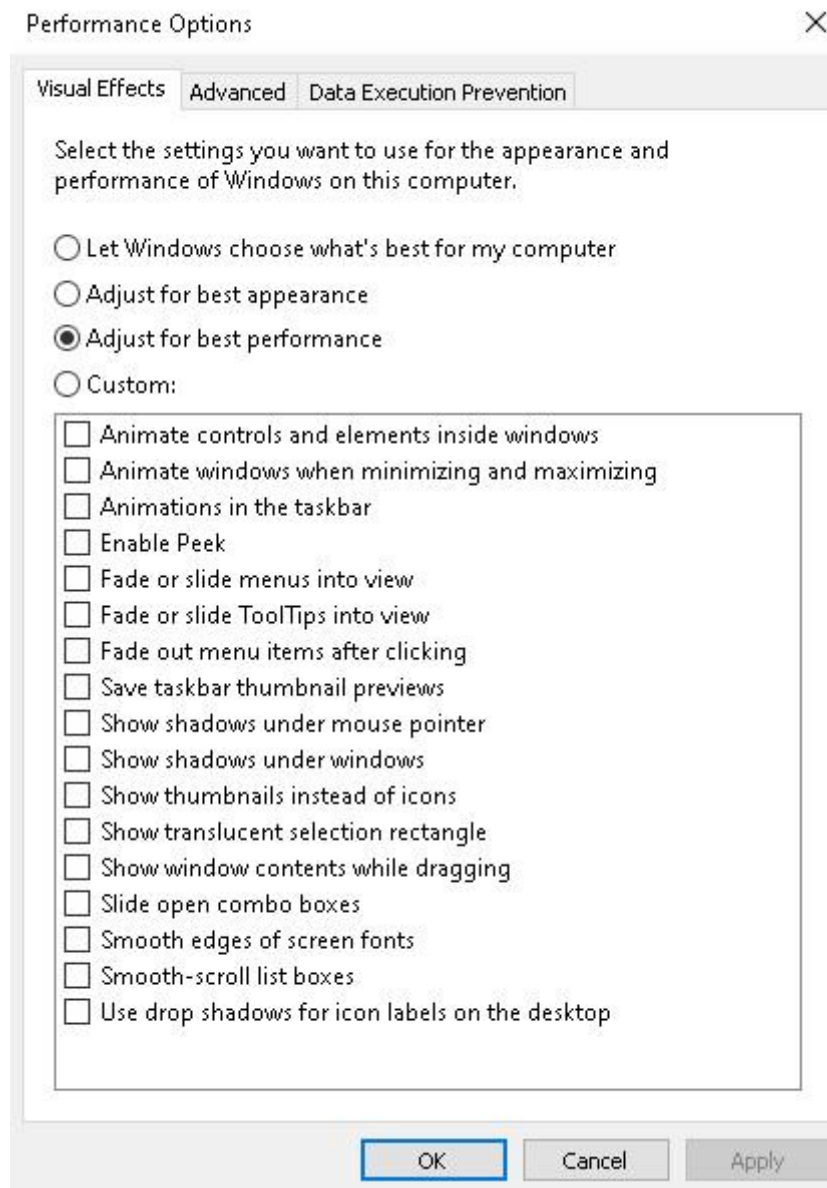 Performance Options
Visual Effects
Advanced
Data Execution Prevention
Select the settings you want to use for the appearance and
performance of Windows on this computer.
Let Windows choose what's best for my computer
Adjust for best appearance
Adjust for best performance
Custom:
Animate controls and elements inside windows
Animate windows when minimizing and maximizing
Animations in the taskbar
Enable Peek
Fade or slide menus into view
Fade or slide ToolTips into view
Fade out menu items after clicking
Save taskbar thumbnail previews
Show shadows under mouse pointer
Show shadows under windows
Show thumbnails instead of icons
Show translucent selection rectangle
Show window contents while dragging
Slide open combo boxes
Smooth edges of screen fonts
Smooth-scroll list boxes
Use drop shadows for icon labels on the desktop
OK
Cancel
Apply